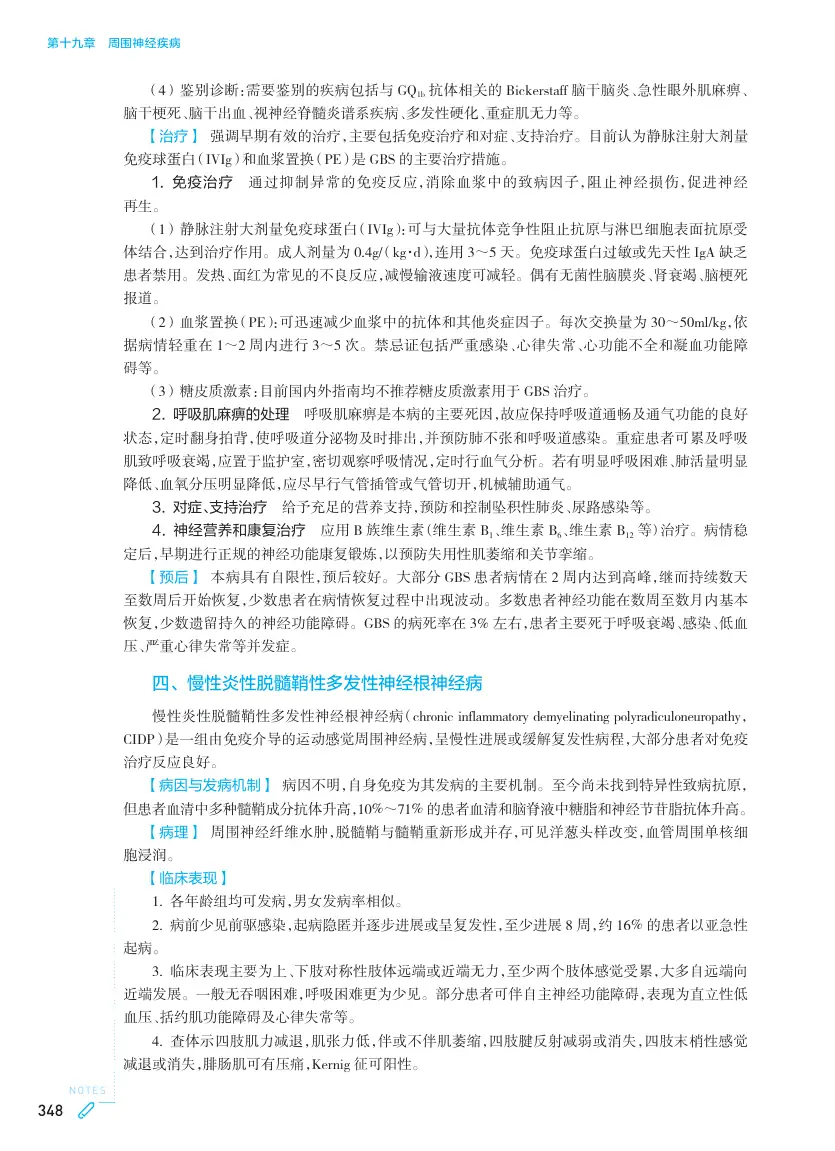 第十九章　周围神经疾病
（4）鉴别诊断：需要鉴别的疾病包括与 GQ1b 抗体相关的 Bickerstaff 脑干脑炎、急性眼外肌麻痹、
脑干梗死、脑干出血、视神经脊髓炎谱系疾病、多发性硬化、重症肌无力等。
【治疗】 强调早期有效的治疗，主要包括免疫治疗和对症、支持治疗。目前认为静脉注射大剂量
免疫球蛋白（IVIg）和血浆置换（PE）是 GBS 的主要治疗措施。
1. 免疫治疗　通过抑制异常的免疫反应，消除血浆中的致病因子，阻止神经损伤，促进神经
再生。
（1）静脉注射大剂量免疫球蛋白（IVIg）：可与大量抗体竞争性阻止抗原与淋巴细胞表面抗原受
体结合，达到治疗作用。成人剂量为 0.4g/（kg·d），连用 3～5 天。免疫球蛋白过敏或先天性 IgA 缺乏
患者禁用。发热、面红为常见的不良反应，减慢输液速度可减轻。偶有无菌性脑膜炎、肾衰竭、脑梗死
报道。
（2）血浆置换（PE）：可迅速减少血浆中的抗体和其他炎症因子。每次交换量为 30～50ml/kg，依
据病情轻重在 1～2 周内进行 3～5 次。禁忌证包括严重感染、心律失常、心功能不全和凝血功能障
碍等。
（3）糖皮质激素：目前国内外指南均不推荐糖皮质激素用于 GBS 治疗。
2. 呼吸肌麻痹的处理　呼吸肌麻痹是本病的主要死因，故应保持呼吸道通畅及通气功能的良好
状态，定时翻身拍背，使呼吸道分泌物及时排出，并预防肺不张和呼吸道感染。重症患者可累及呼吸
肌致呼吸衰竭，应置于监护室，密切观察呼吸情况，定时行血气分析。若有明显呼吸困难、肺活量明显
降低、血氧分压明显降低，应尽早行气管插管或气管切开，机械辅助通气。
3. 对症、支持治疗　给予充足的营养支持，预防和控制坠积性肺炎、尿路感染等。
4. 神经营养和康复治疗　应用 B 族维生素（维生素 B1、维生素 B6、维生素 B12 等）治疗。病情稳
定后，早期进行正规的神经功能康复锻炼，以预防失用性肌萎缩和关节挛缩。
【预后】 本病具有自限性，预后较好。大部分 GBS 患者病情在 2 周内达到高峰，继而持续数天
至数周后开始恢复，少数患者在病情恢复过程中出现波动。多数患者神经功能在数周至数月内基本
恢复，少数遗留持久的神经功能障碍。GBS 的病死率在 3% 左右，患者主要死于呼吸衰竭、感染、低血
压、严重心律失常等并发症。
四、慢性炎性脱髓鞘性多发性神经根神经病
慢性炎性脱髓鞘性多发性神经根神经病（chronic inflammatory demyelinating polyradiculoneuropathy，
CIDP）是一组由免疫介导的运动感觉周围神经病，呈慢性进展或缓解复发性病程，大部分患者对免疫
治疗反应良好。
【病因与发病机制】 病因不明，自身免疫为其发病的主要机制。至今尚未找到特异性致病抗原，
但患者血清中多种髓鞘成分抗体升高，10%～71% 的患者血清和脑脊液中糖脂和神经节苷脂抗体升高。
【病理】 周围神经纤维水肿，脱髓鞘与髓鞘重新形成并存，可见洋葱头样改变，血管周围单核细
胞浸润。
【临床表现】
1. 各年龄组均可发病，男女发病率相似。
2. 病前少见前驱感染，起病隐匿并逐步进展或呈复发性，至少进展 8 周，约 16% 的患者以亚急性
起病。
3. 临床表现主要为上、下肢对称性肢体远端或近端无力，至少两个肢体感觉受累，大多自远端向
近端发展。一般无吞咽困难，呼吸困难更为少见。部分患者可伴自主神经功能障碍，表现为直立性低
血压、括约肌功能障碍及心律失常等。
4. 查体示四肢肌力减退，肌张力低，伴或不伴肌萎缩，四肢腱反射减弱或消失，四肢末梢性感觉
减退或消失，腓肠肌可有压痛，Kernig 征可阳性。
NOTES
348